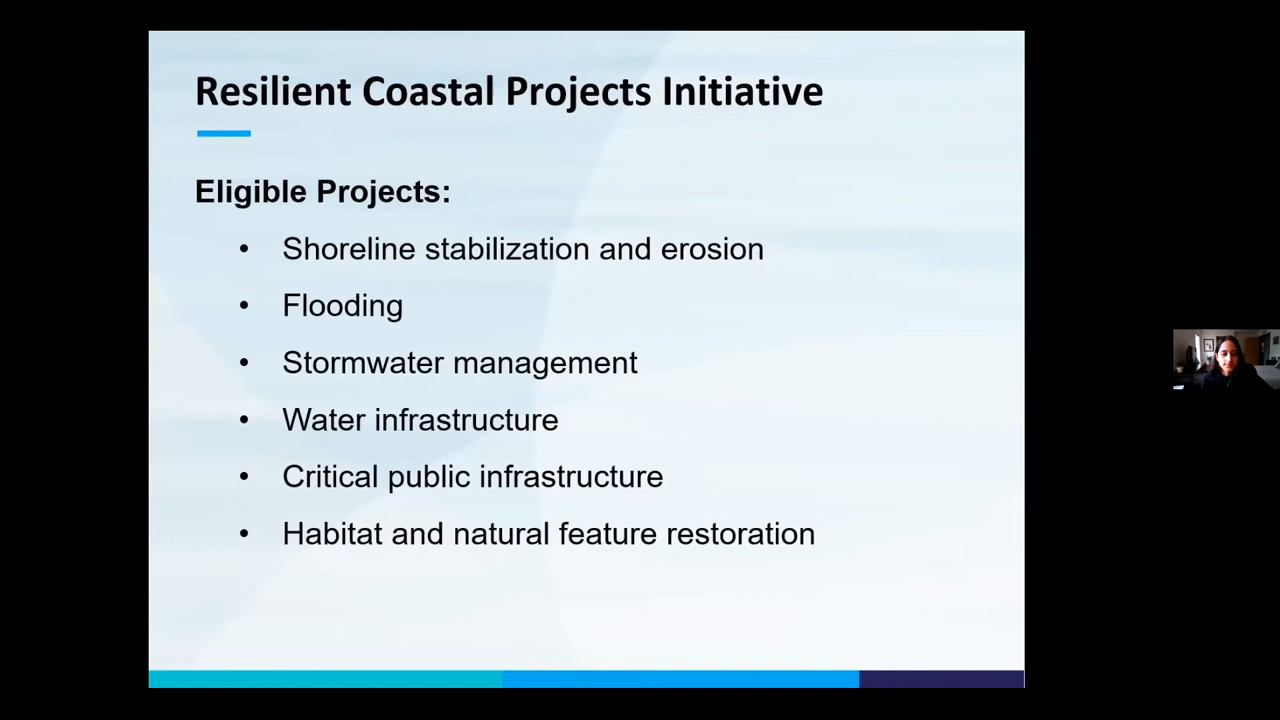 Resilient Coastal Projects Initiative
Eligible Projects:
• Shoreline stabilization and erosion
• Flooding
• Stormwater management
• Water infrastructure
• Critical public infrastructure
• Habitat and natural feature restoration